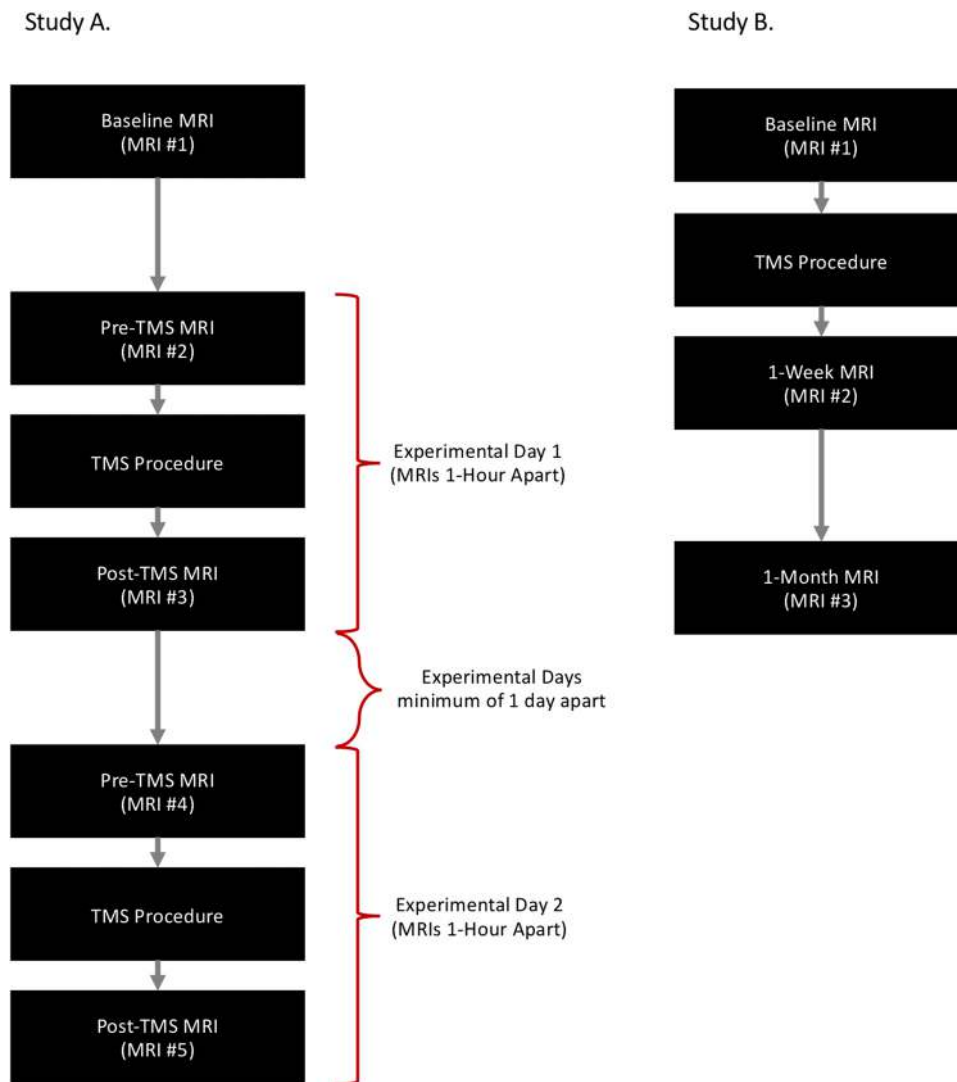 Study A.
Baseline MRI
(MRI #1)
Pre-TMS MRI
(MRI #2)
TMS Procedure
Post-TMS MRI
(MRI #3)
Pre-TMS MRI
(MRI #4)
TMS Procedure
Post-TMS MRI
(MRI #5)
Experimental Day 1
(MRIs 1-Hour Apart)
Experimental Days
minimum of 1 day apart
Experimental Day 2
(MRIs 1-Hour Apart)
Study B.
Baseline MRI
(MRI #1)
TMS Procedure
1-Week MRI
(MRI #2)
1-Month MRI
(MRI #3)